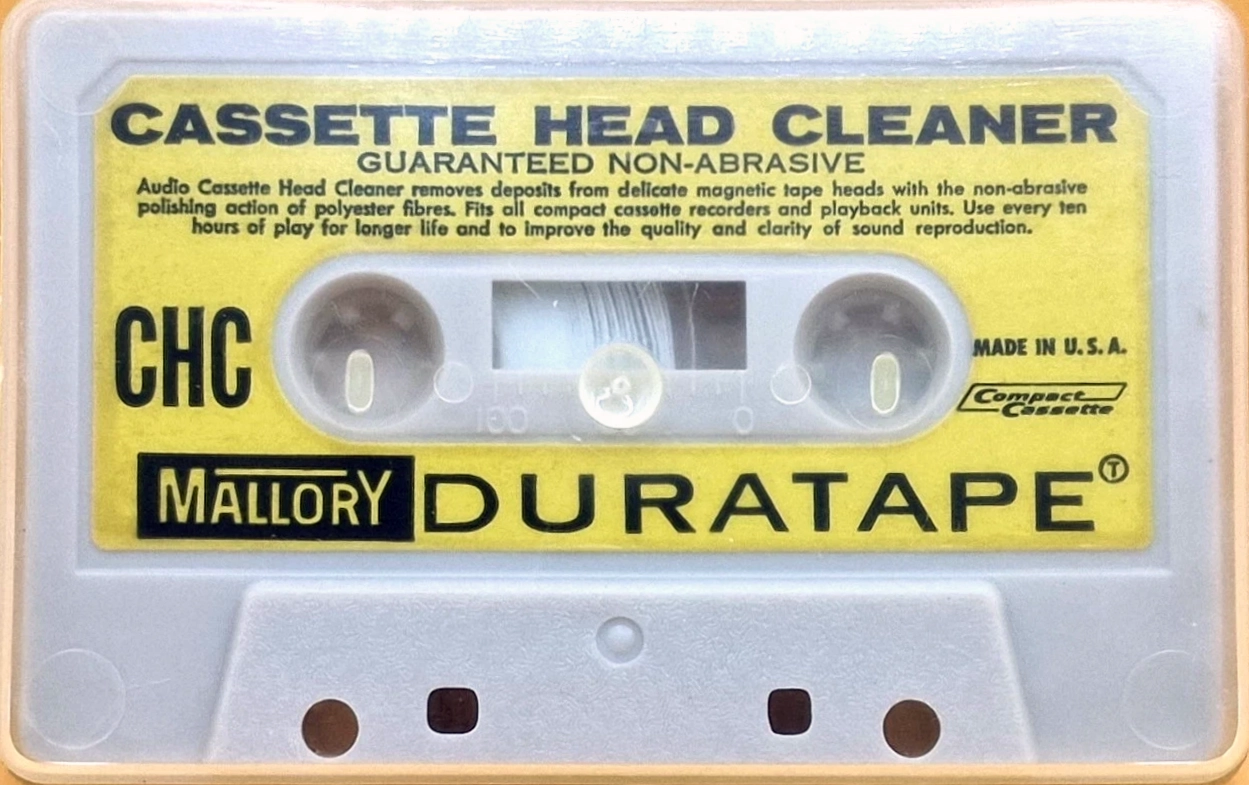 CASSETTE HEAD CLEANER
GUARANTEED NON-ABRASIVE
Audio Cassette Head Cleaner removes deposits from delicate magnetic tape heads with the non-abrasive
polishing action of polyester fibres. Fits all compact cassette recorders and playback units. Use every ten
hours of play for longer life and to improve the quality and clarity of sound reproduction.
CHC
MADE IN U.S.A.
Compact
Cassette
100 0
MALLORY DURATAPE Ⓣ